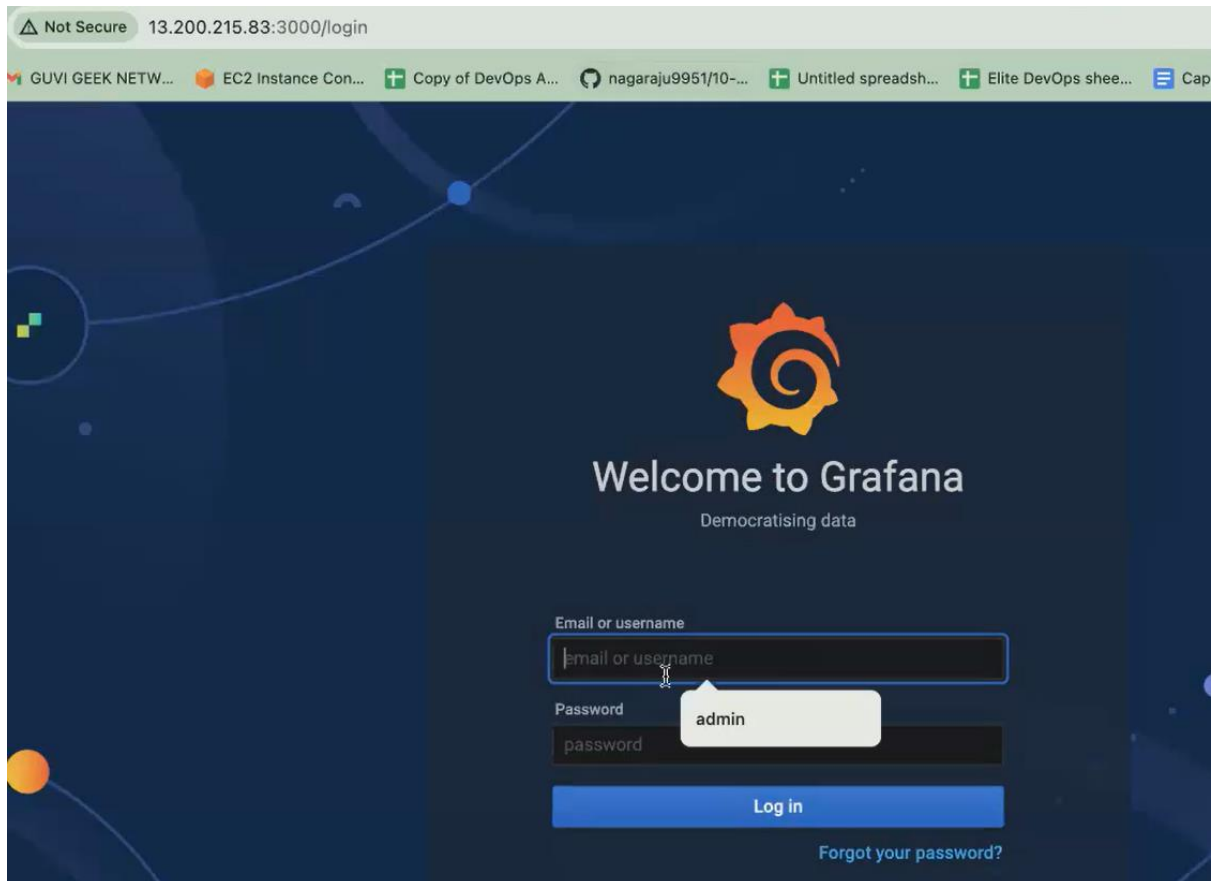 Not Secure 13.200.215.83:3000/login
GUVI GEEK NETW... EC2 Instance Con... Copy of DevOps A... nagaraju9951/10-... Untitled spreadsh... Elite DevOps shee... Cap
Welcome to Grafana
Democratising data
Email or username
email or username
Password
admin
password
Log in
Forgot your password?